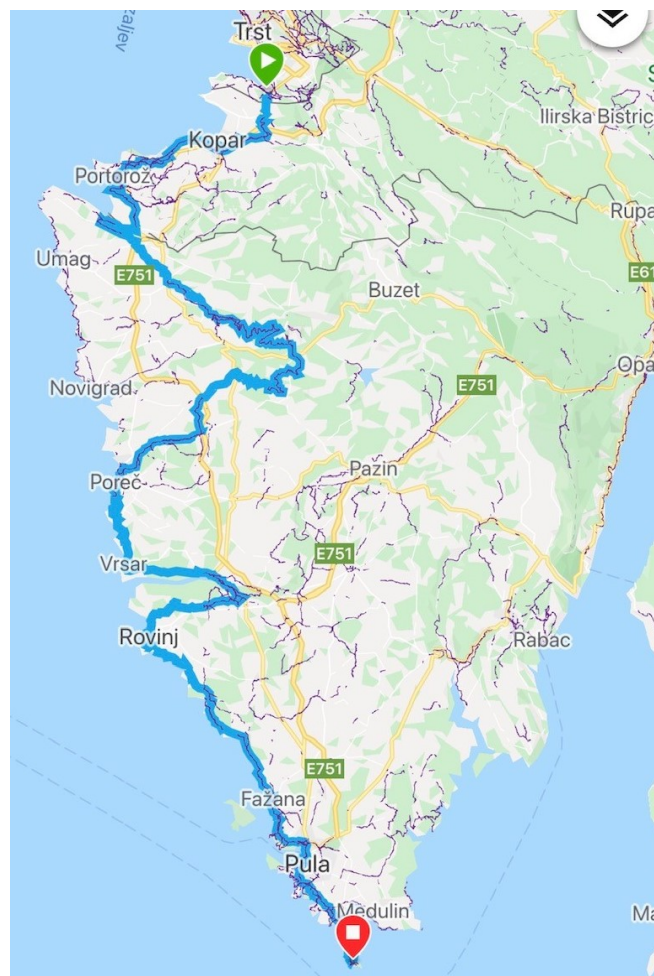 zaljev
Trst
S
Ilirska Bistric
Kopar
Portorož
Rupa
Umag
E751
E61
Buzet
Opa
E751
Novigrad
Pazin
Poreč
E751
Vrsar
Rovinj
Rabac
E751
Fažana
Pula
Medulin
Ma